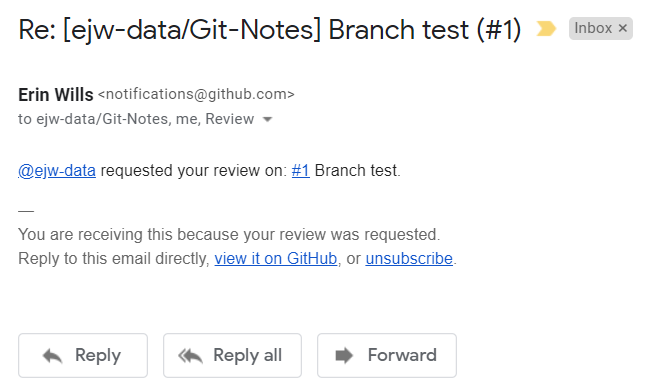 Re: [ejw-data/Git-Notes] Branch test (#1) Inbox ×
Erin Wills <notifications@github.com>
to ejw-data/Git-Notes, me, Review
@ejw-data requested your review on: #1 Branch test.
—
You are receiving this because your review was requested.
Reply to this email directly, view it on GitHub, or unsubscribe.
Reply Reply all Forward